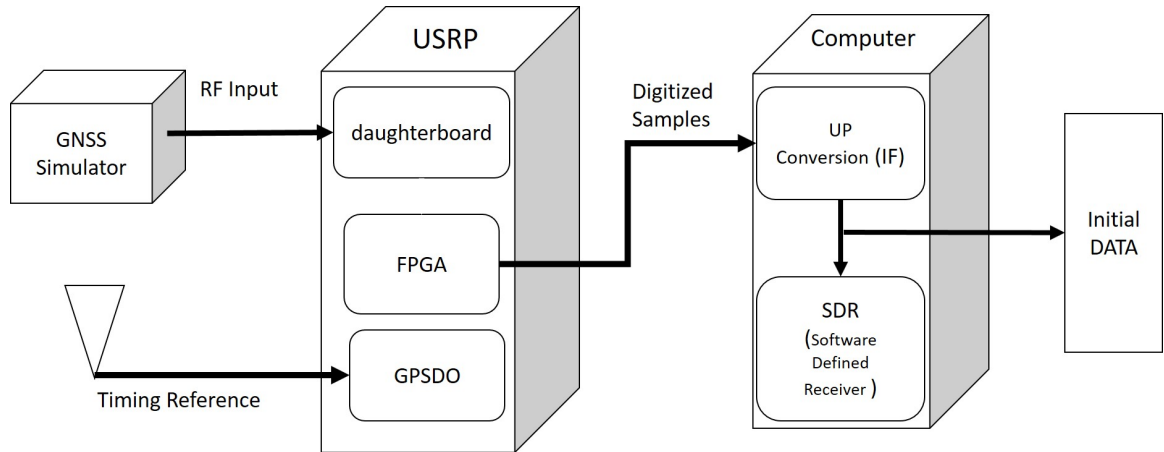 GNSS
Simulator
RF Input
USRP
daughterboard
FPGA
GPSDO
Timing Reference
Digitized
Samples
Computer
UP
Conversion (IF)
SDR
(Software
Defined
Receiver )
Initial
DATA